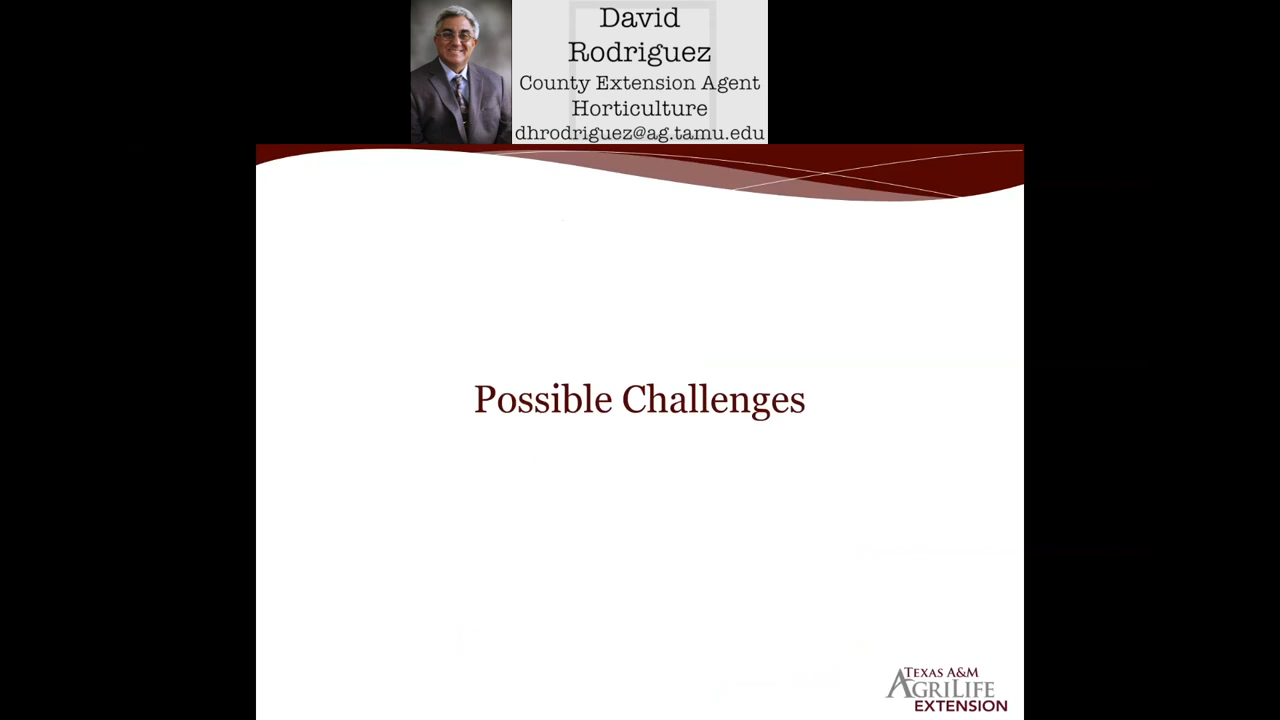 David
Rodriguez
County Extension Agent
Horticulture
dhrodriguez@ag.tamu.edu
Possible Challenges
TEXAS A&M
AGRILIFE
EXTENSION